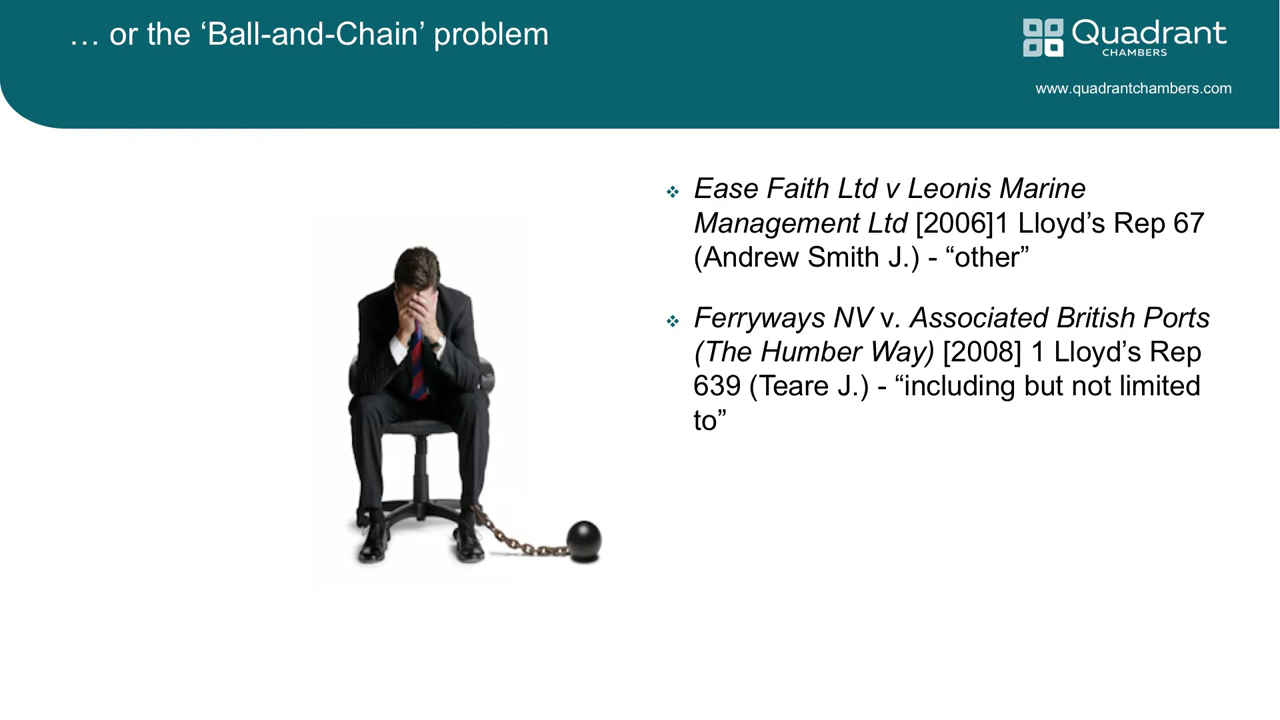 … or the ‘Ball-and-Chain’ problem
Quadrant
CHAMBERS
www.quadrantchambers.com
Ease Faith Ltd v Leonis Marine
Management Ltd [2006]1 Lloyd’s Rep 67
(Andrew Smith J.) - “other”
Ferryways NV v. Associated British Ports
(The Humber Way) [2008] 1 Lloyd’s Rep
639 (Teare J.) - “including but not limited
to”